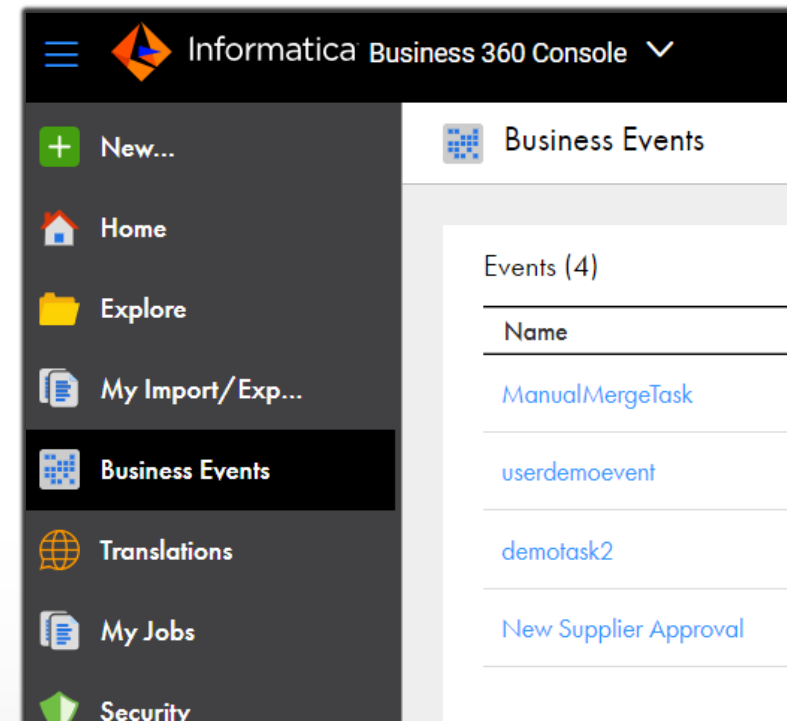 Informatica Business 360 Console
New...
Home
Explore
My Import/Exp...
Business Events
Translations
My Jobs
Security
Business Events
Events (4)
Name
ManualMergeTask
userdemoevent
demotask2
New Supplier Approval